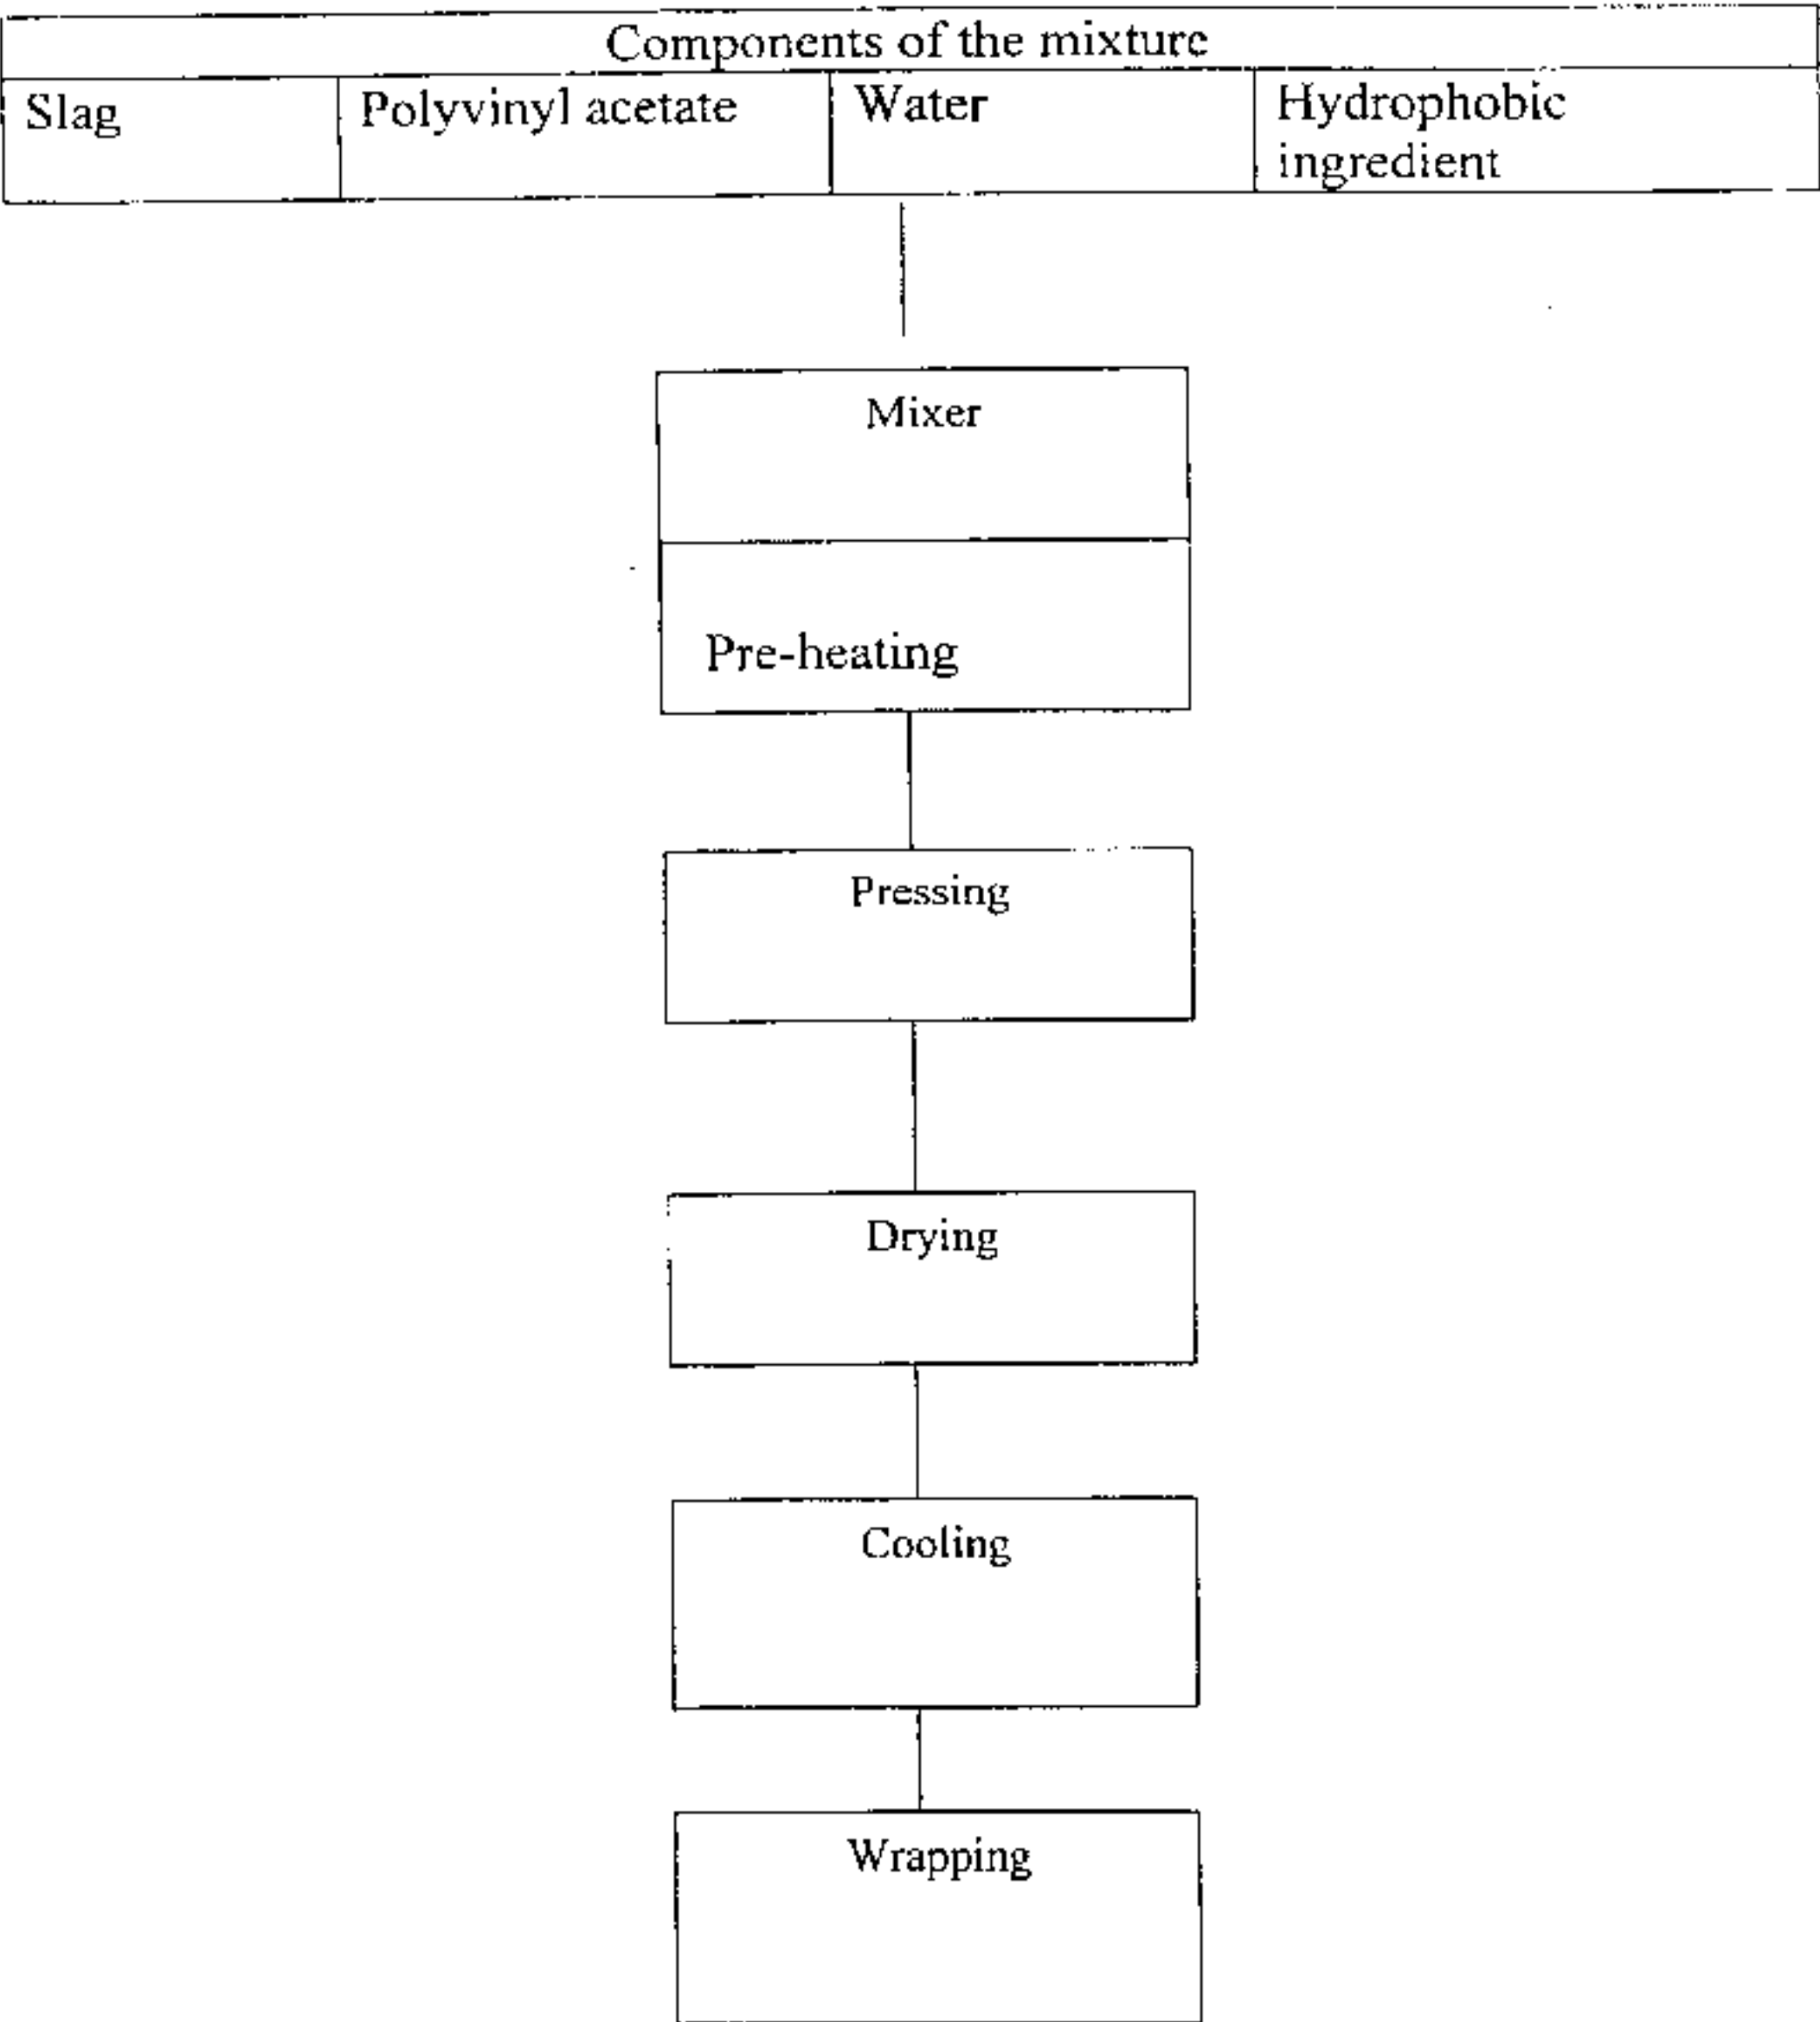 Components of the mixture
Slag
Polyvinyl acetate
Water
Hydrophobic
ingredient
Mixer
Pre-heating
Pressing
Drying
Cooling
Wrapping